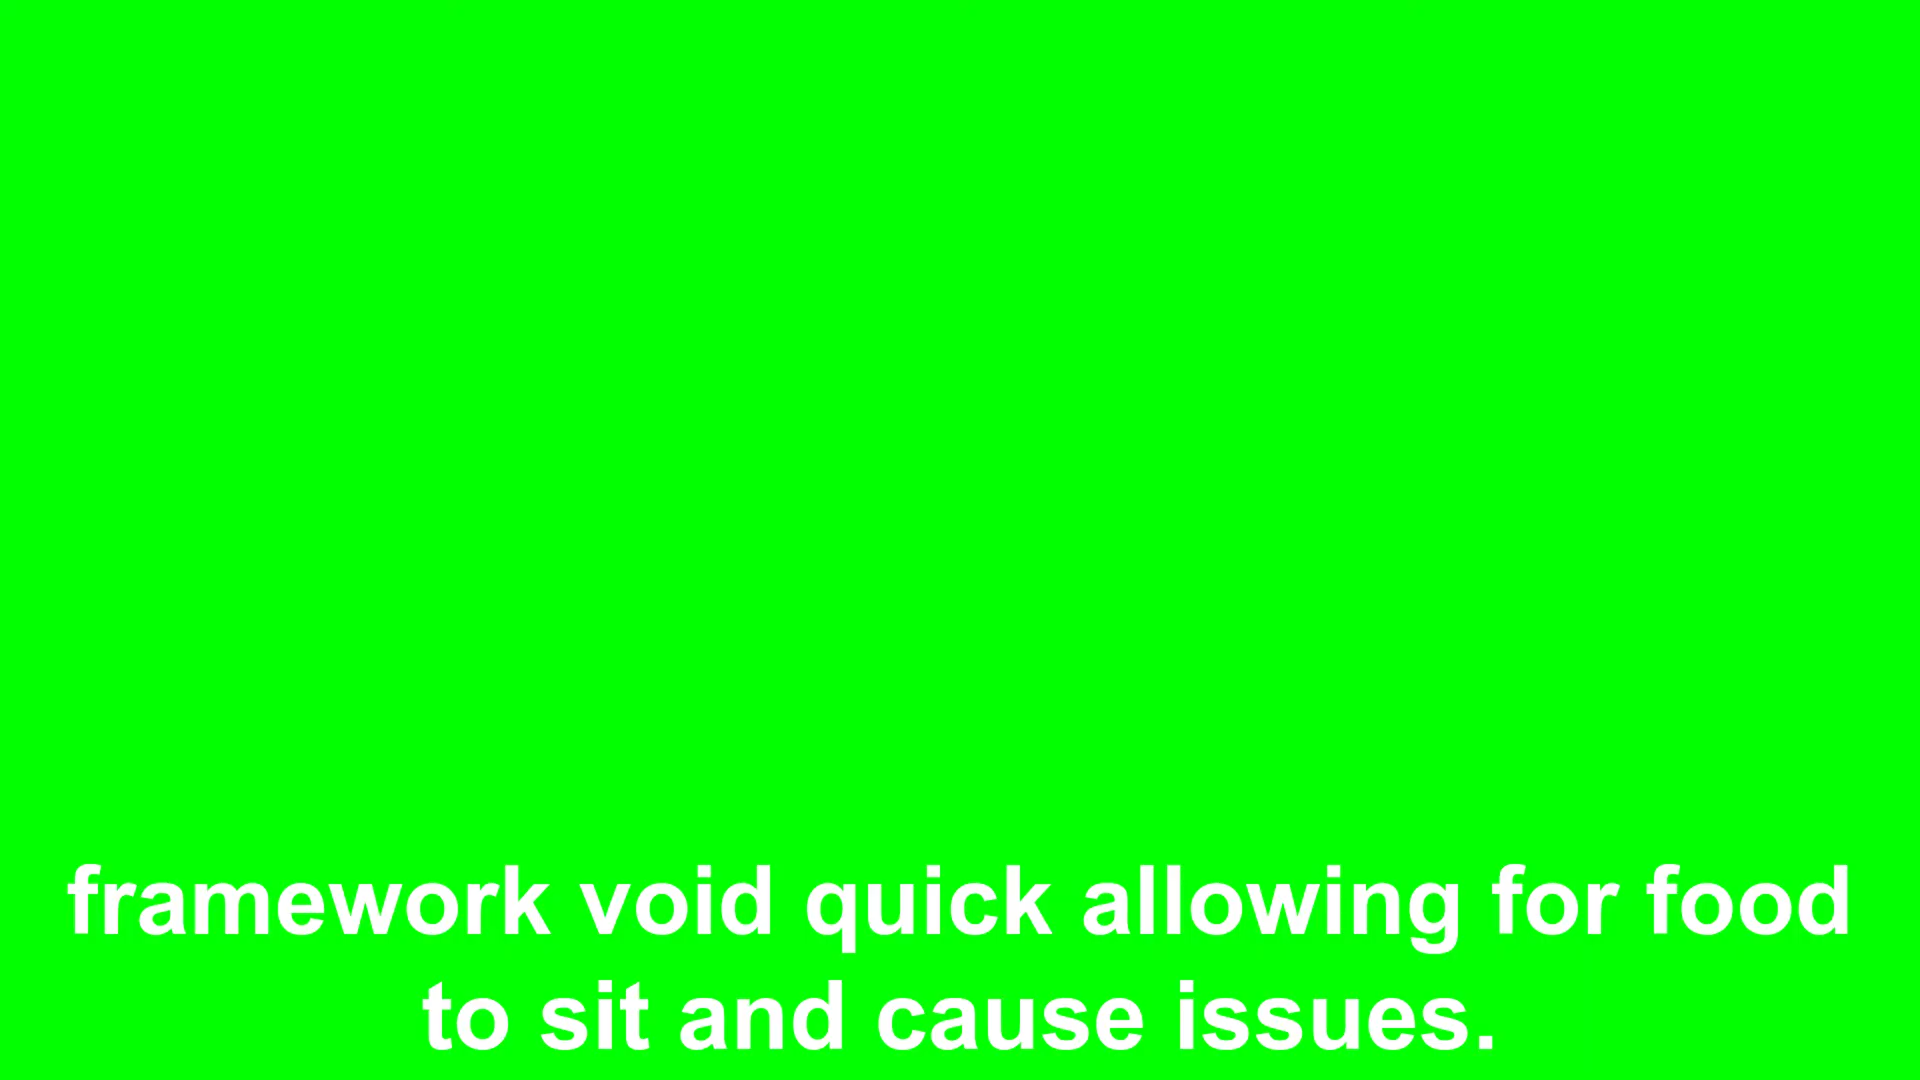 framework void quick allowing for food
to sit and cause issues.